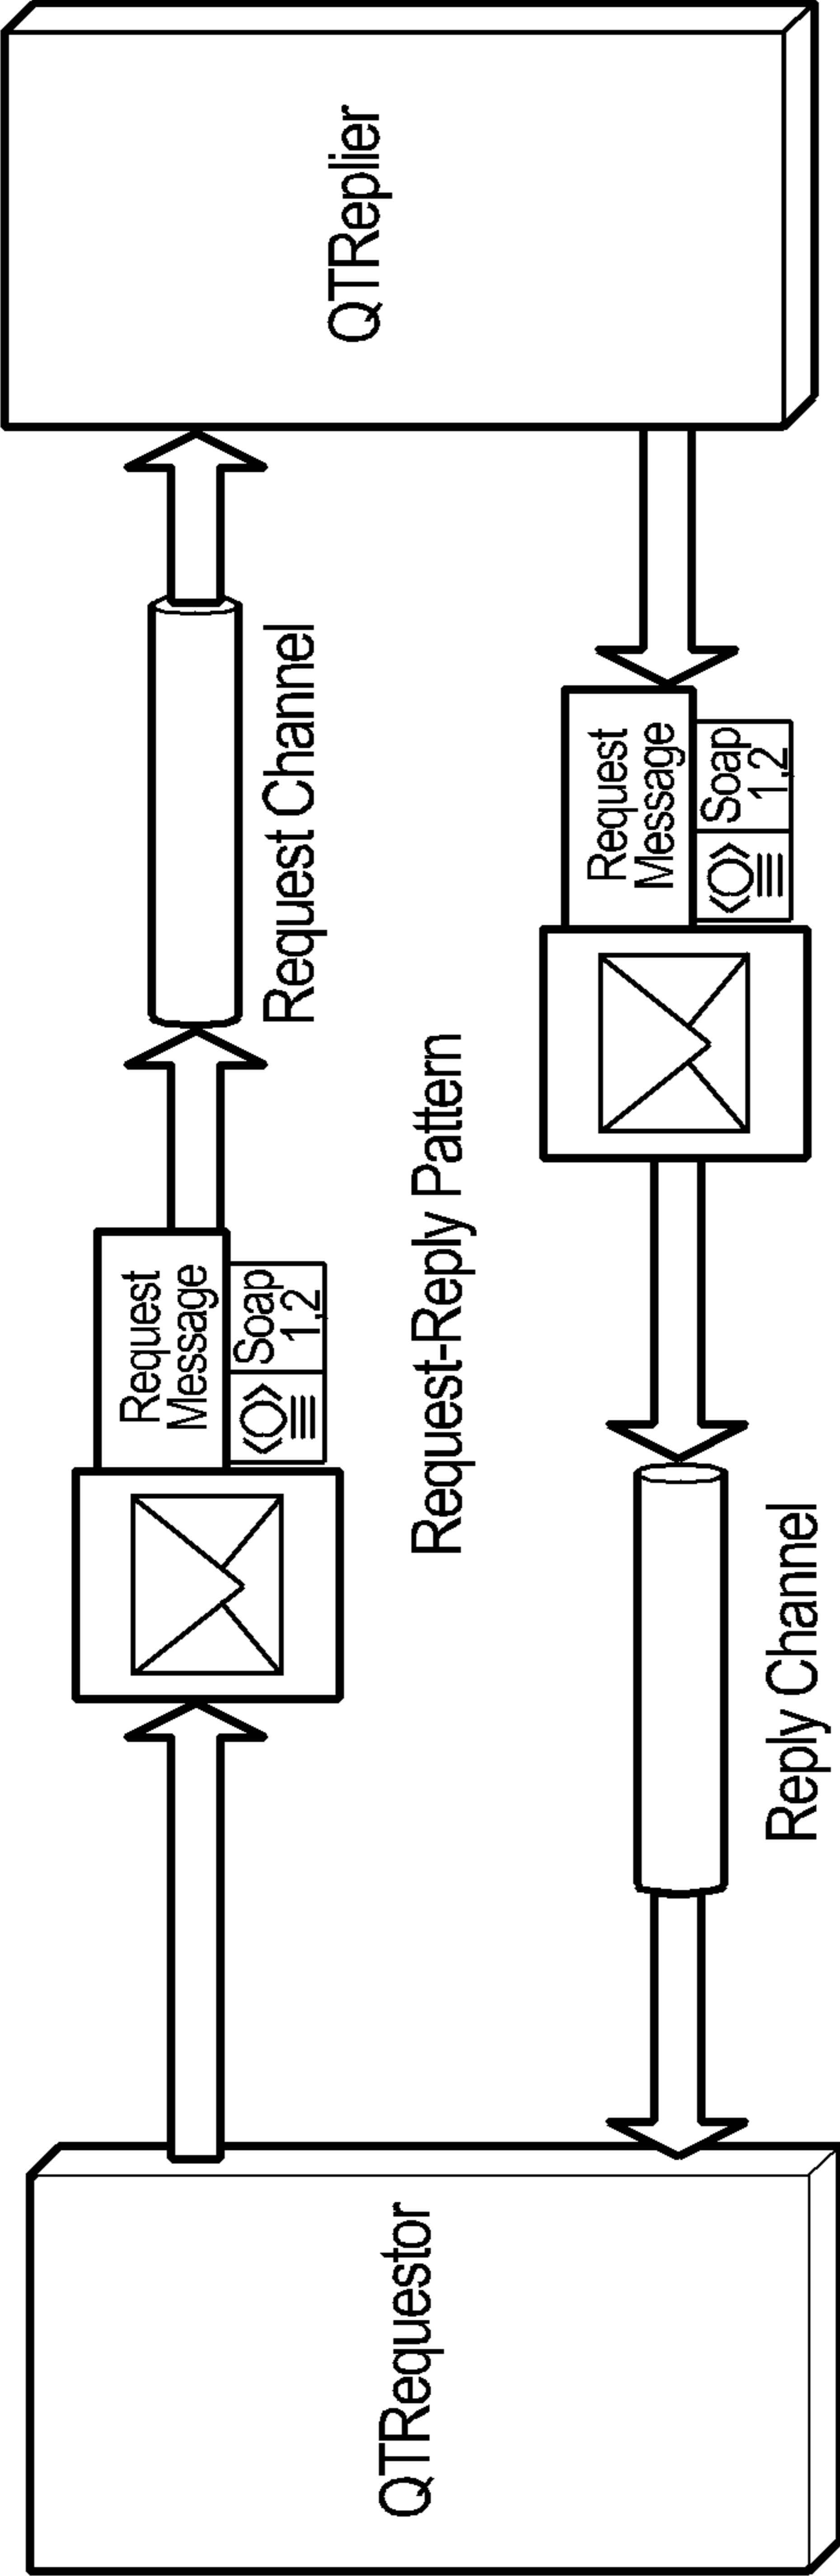 QTRequestor
Request
Message
Soap
1,2
Request Channel
QTReplier
Request-Reply Pattern
Reply Channel
Request
Message
Soap
1,2